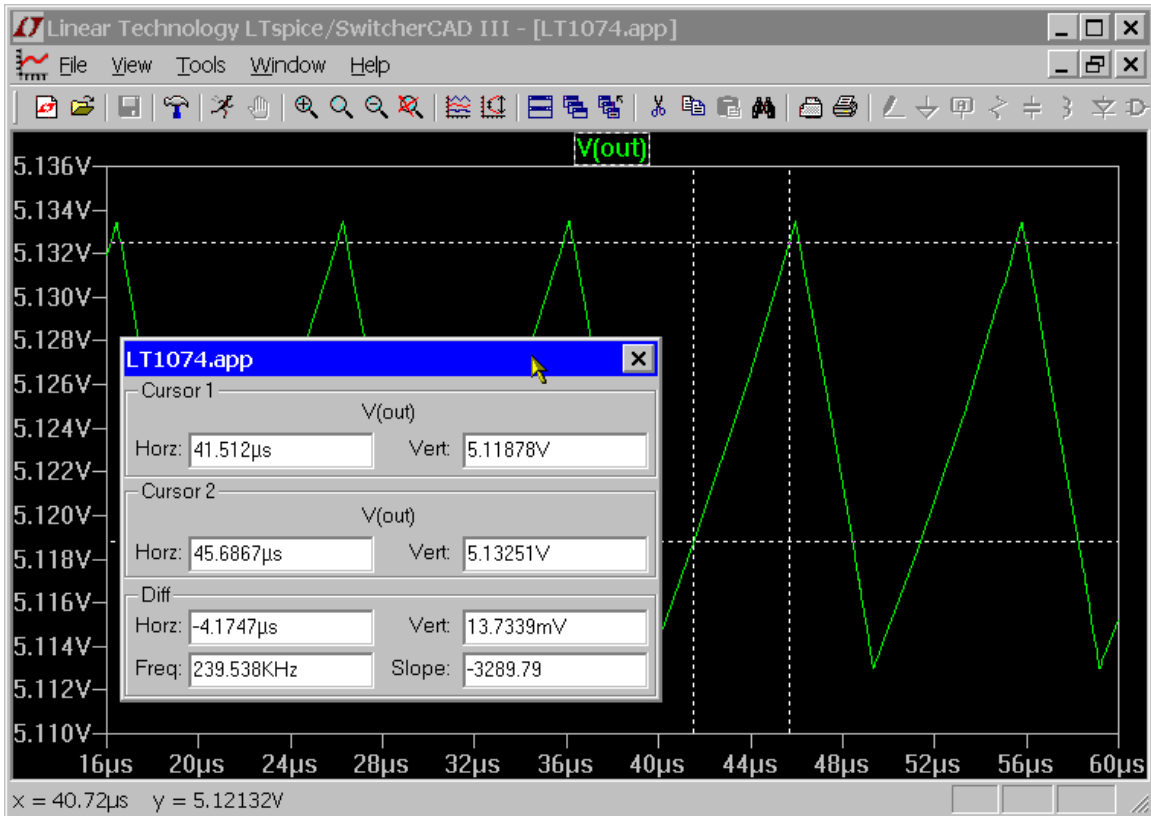 Linear Technology LTspice/SwitcherCAD III - [LT1074.app]
File View Tools Window Help
V(out)
5.136V
5.134V
5.132V
5.130V
5.128V
5.126V
5.124V
5.122V
5.120V
5.118V
5.116V
5.114V
5.112V
5.110V
LT1074.app
Cursor 1
V(out)
Horz: 41.512µs Vert: 5.11878V
Cursor 2
V(out)
Horz: 45.6867µs Vert: 5.13251V
Diff
Horz: -4.1747µs Vert: 13.7339mV
Freq: 239.538KHz Slope: -3289.79
16µs 20µs 24µs 28µs 32µs 36µs 40µs 44µs 48µs 52µs 56µs 60µs
x = 40.72µs y = 5.12132V